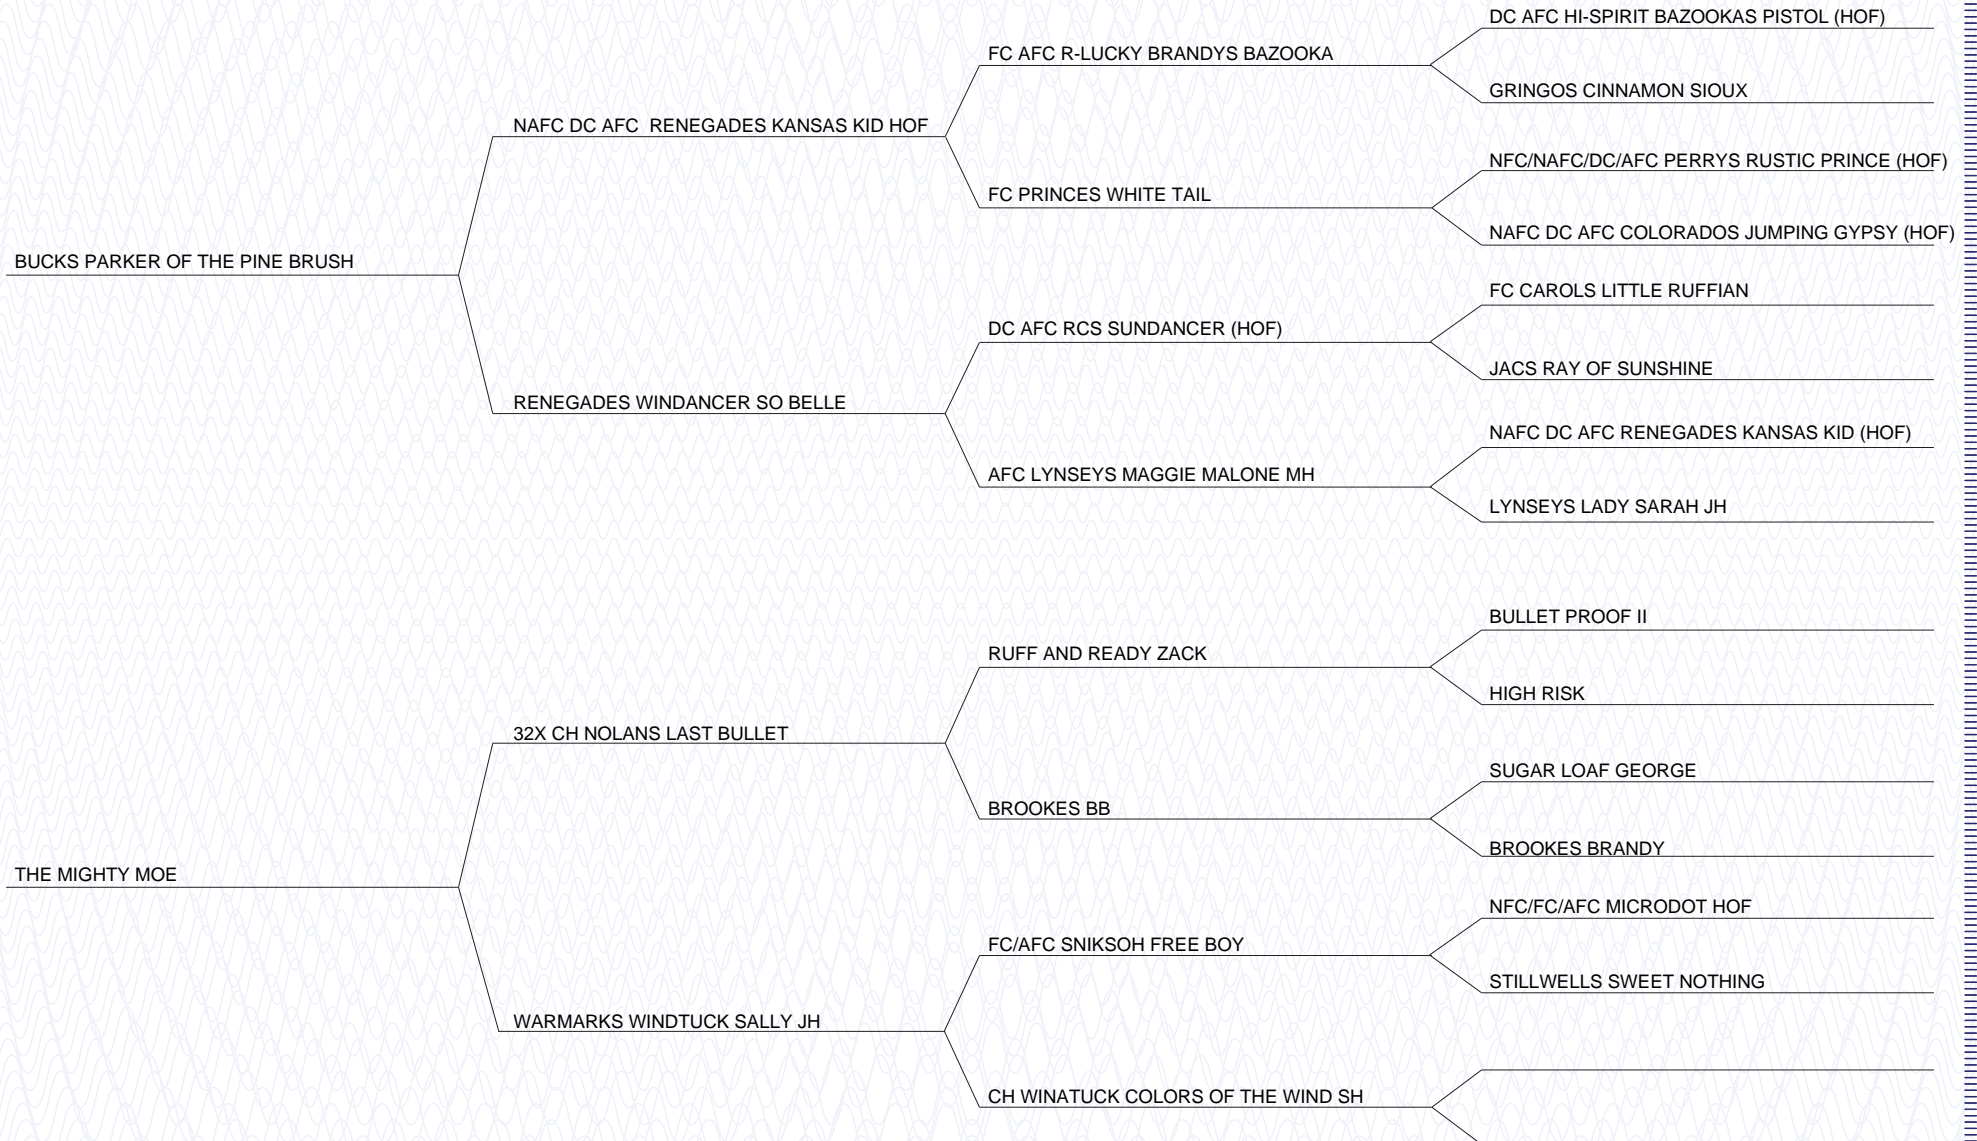 DC AFC HI-SPIRIT BAZOOKAS PISTOL (HOF)
FC AFC R-LUCKY BRANDYS BAZOOKA
GRINGOS CINNAMON SIOUX
NAFC DC AFC  RENEGADES KANSAS KID HOF
NFC/NAFC/DC/AFC PERRYS RUSTIC PRINCE (HOF)
FC PRINCES WHITE TAIL
NAFC DC AFC COLORADOS JUMPING GYPSY (HOF)
BUCKS PARKER OF THE PINE BRUSH
FC CAROLS LITTLE RUFFIAN
DC AFC RCS SUNDANCER (HOF)
JACS RAY OF SUNSHINE
RENEGADES WINDANCER SO BELLE
NAFC DC AFC RENEGADES KANSAS KID (HOF)
AFC LYNSEYS MAGGIE MALONE MH
LYNSEYS LADY SARAH JH
BULLET PROOF II
RUFF AND READY ZACK
HIGH RISK
32X CH NOLANS LAST BULLET
SUGAR LOAF GEORGE
BROOKES BB
BROOKES BRANDY
THE MIGHTY MOE
NFC/FC/AFC MICRODOT HOF
FC/AFC SNIKSOH FREE BOY
STILLWELLS SWEET NOTHING
WARMARKS WINDTUCK SALLY JH
CH WINATUCK COLORS OF THE WIND SH